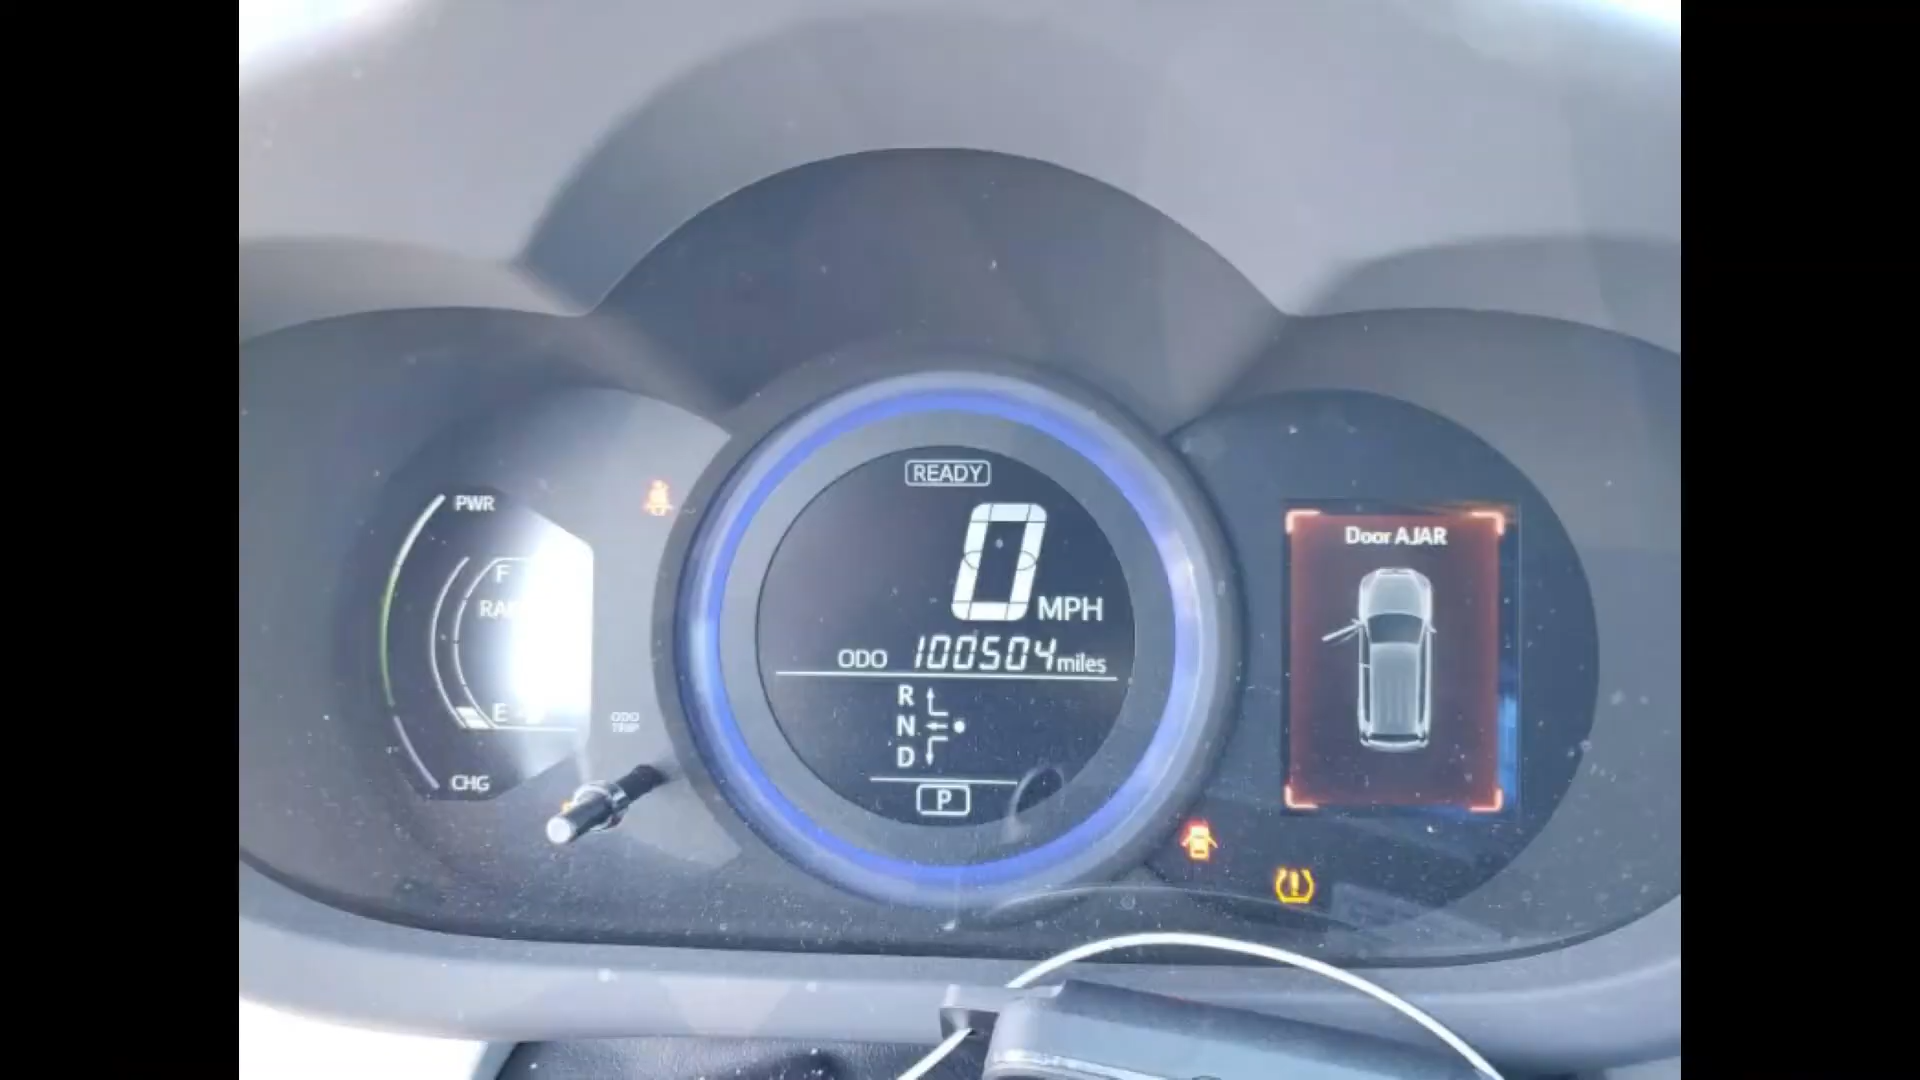 PWR
F
E
CHG
ODO
TRIP
READY
0 MPH
ODO 100504 miles
R
N
D
P
Door AJAR